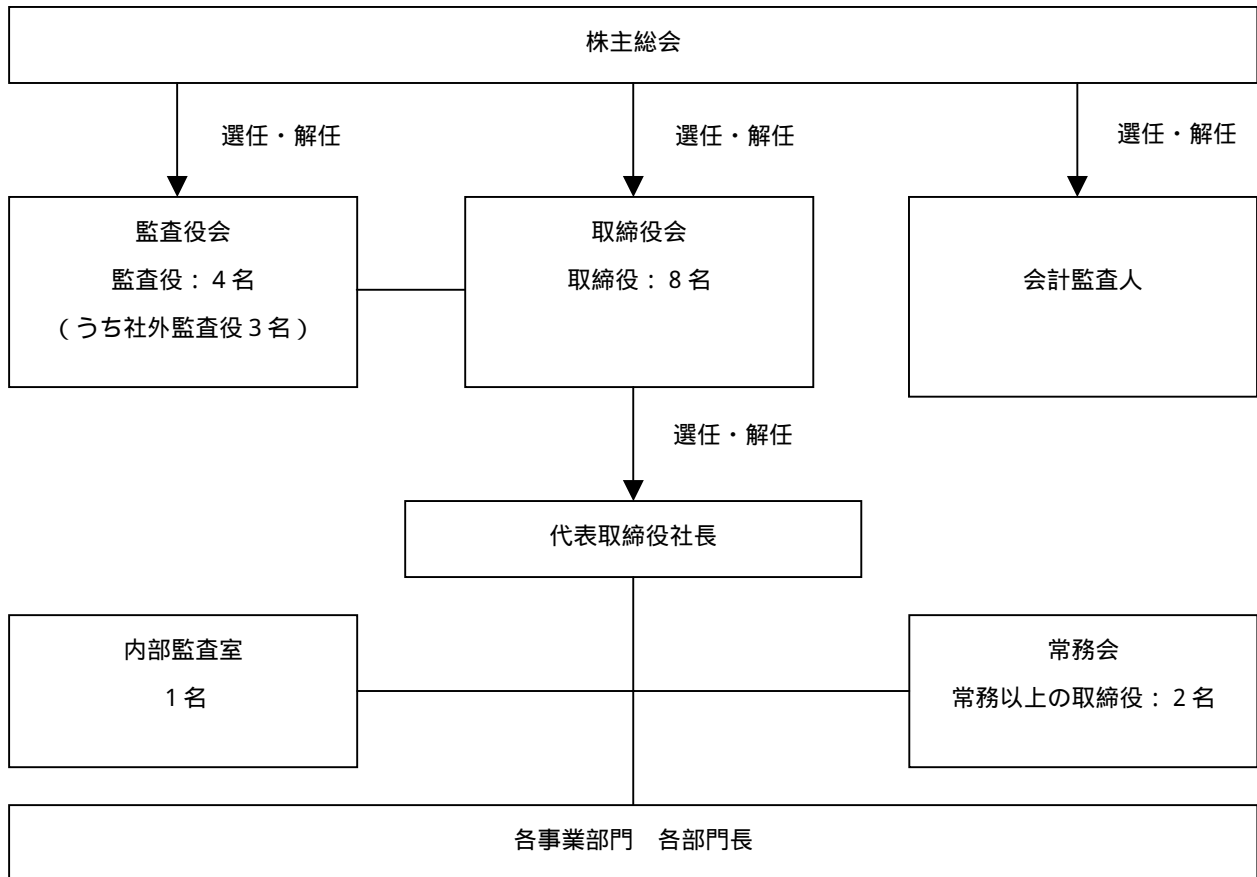 株主総会
選任・解任
選任・解任
選任・解任
監査役会
監査役：４名
（うち社外監査役３名）
取締役会
取締役：８名
会計監査人
選任・解任
代表取締役社長
内部監査室
１名
常務会
常務以上の取締役：２名
各事業部門　各部門長